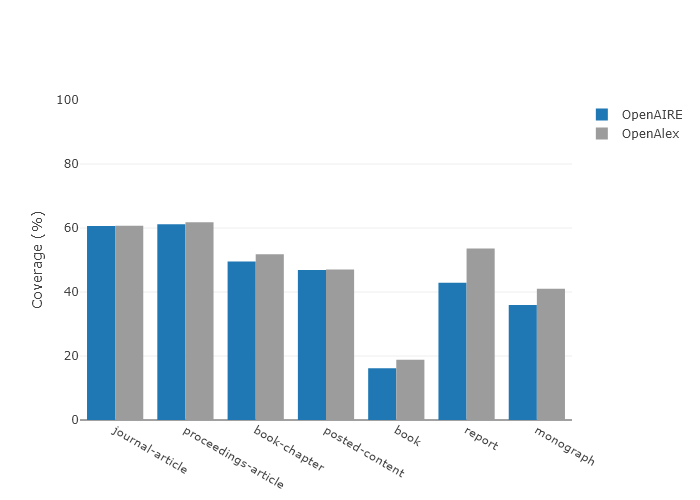 100
80
60
40
20
0
Coverage (%)
journal-article
proceedings-article
book-chapter
posted-content
book
report
monograph
OpenAIRE
OpenAlex